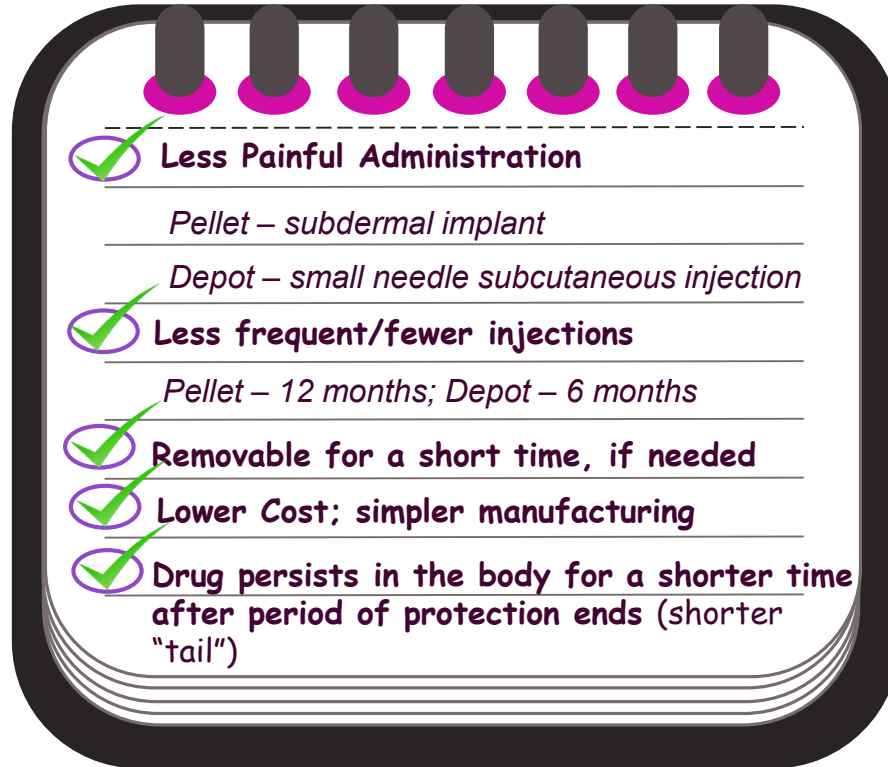 Less Painful Administration
Pellet – subdermal implant
Depot – small needle subcutaneous injection
Less frequent/fewer injections
Pellet – 12 months; Depot – 6 months
Removable for a short time, if needed
Lower Cost; simpler manufacturing
Drug persists in the body for a shorter time
after period of protection ends (shorter
“tail”)